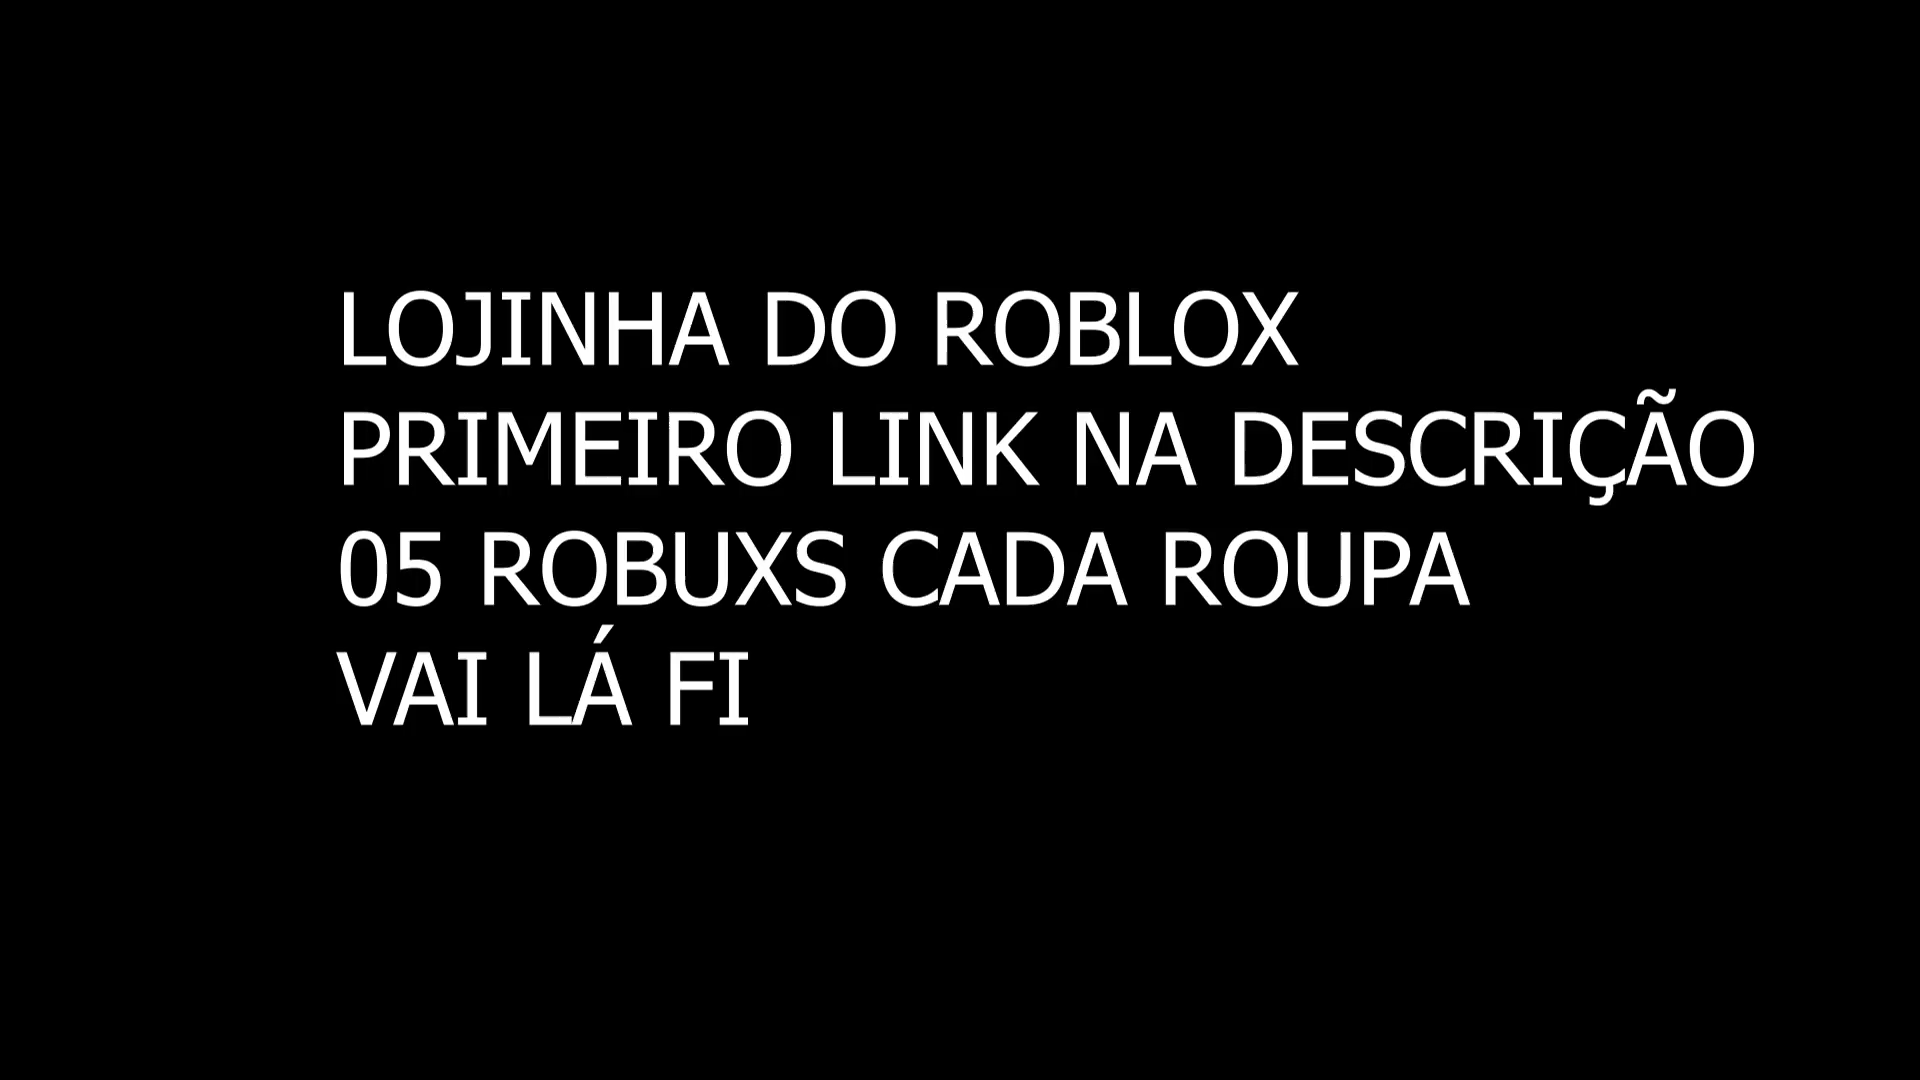 LOJINHA DO ROBLOX
PRIMEIRO LINK NA DESCRIÇÃO
05 ROBUXS CADA ROUPA
VAI LÁ FI